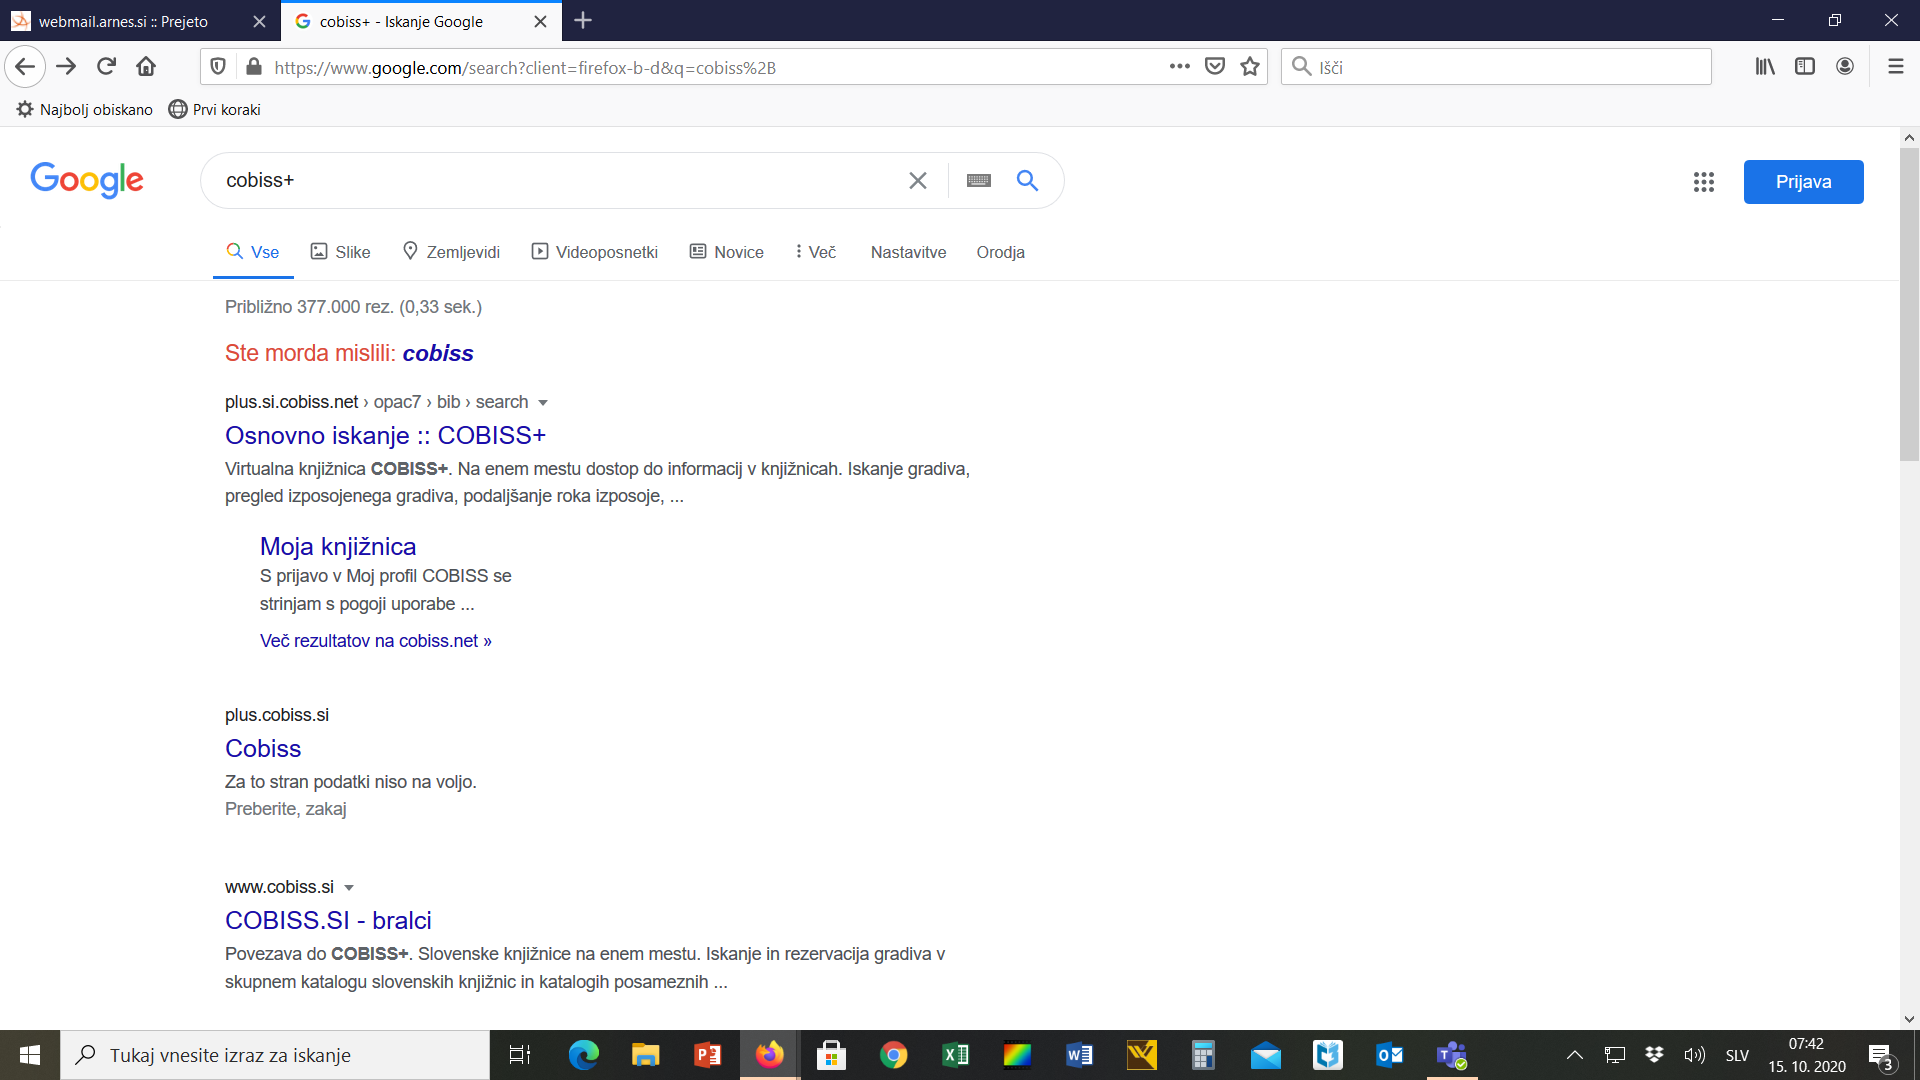 webmail.arnes.si :: Prejeto
cobiss+ - Iskanje Google
https://www.google.com/search?client=firefox-b-d&q=cobiss%2B
Išči
Najbolj obiskano
Prvi koraki
Google
cobiss+
Prijava
Vse
Slike
Zemljevidi
Videoposnetki
Novice
Več
Nastavitve
Orodja
Približno 377.000 rez. (0,33 sek.)
Ste morda mislili: cobiss
plus.si.cobiss.net › opac7 › bib › search
Osnovno iskanje :: COBISS+
Virtualna knjižnica COBISS+. Na enem mestu dostop do informacij v knjižnicah. Iskanje gradiva,
pregled izposojenega gradiva, podaljšanje roka izposoje, ...
Moja knjižnica
S prijavo v Moj profil COBISS se
strinjam s pogoji uporabe ...
Več rezultatov na cobiss.net »
plus.cobiss.si
Cobiss
Za to stran podatki niso na voljo.
Preberite, zakaj
www.cobiss.si
COBISS.SI - bralci
Povezava do COBISS+. Slovenske knjižnice na enem mestu. Iskanje in rezervacija gradiva v
skupnem katalogu slovenskih knjižnic in katalogih posameznih ...
Tukaj vnesite izraz za iskanje
SLV
07:42
15. 10. 2020
3